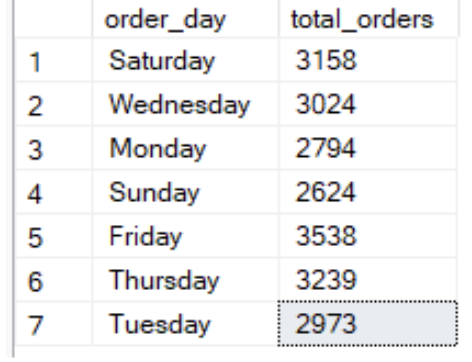 order_day total_orders
1 Saturday 3158
2 Wednesday 3024
3 Monday 2794
4 Sunday 2624
5 Friday 3538
6 Thursday 3239
7 Tuesday 2973